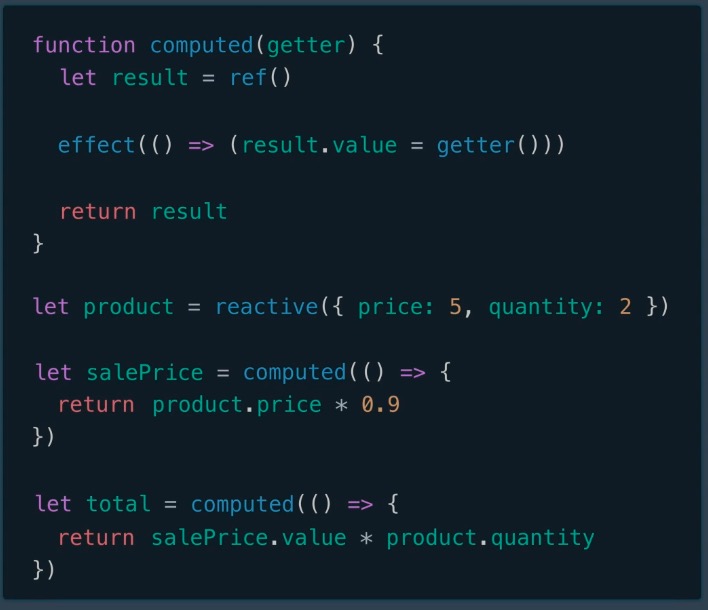 function computed(getter) {
  let result = ref()

  effect(() => (result.value = getter()))

  return result
}

let product = reactive({ price: 5, quantity: 2 })

let salePrice = computed(() => {
  return product.price * 0.9
})

let total = computed(() => {
  return salePrice.value * product.quantity
})